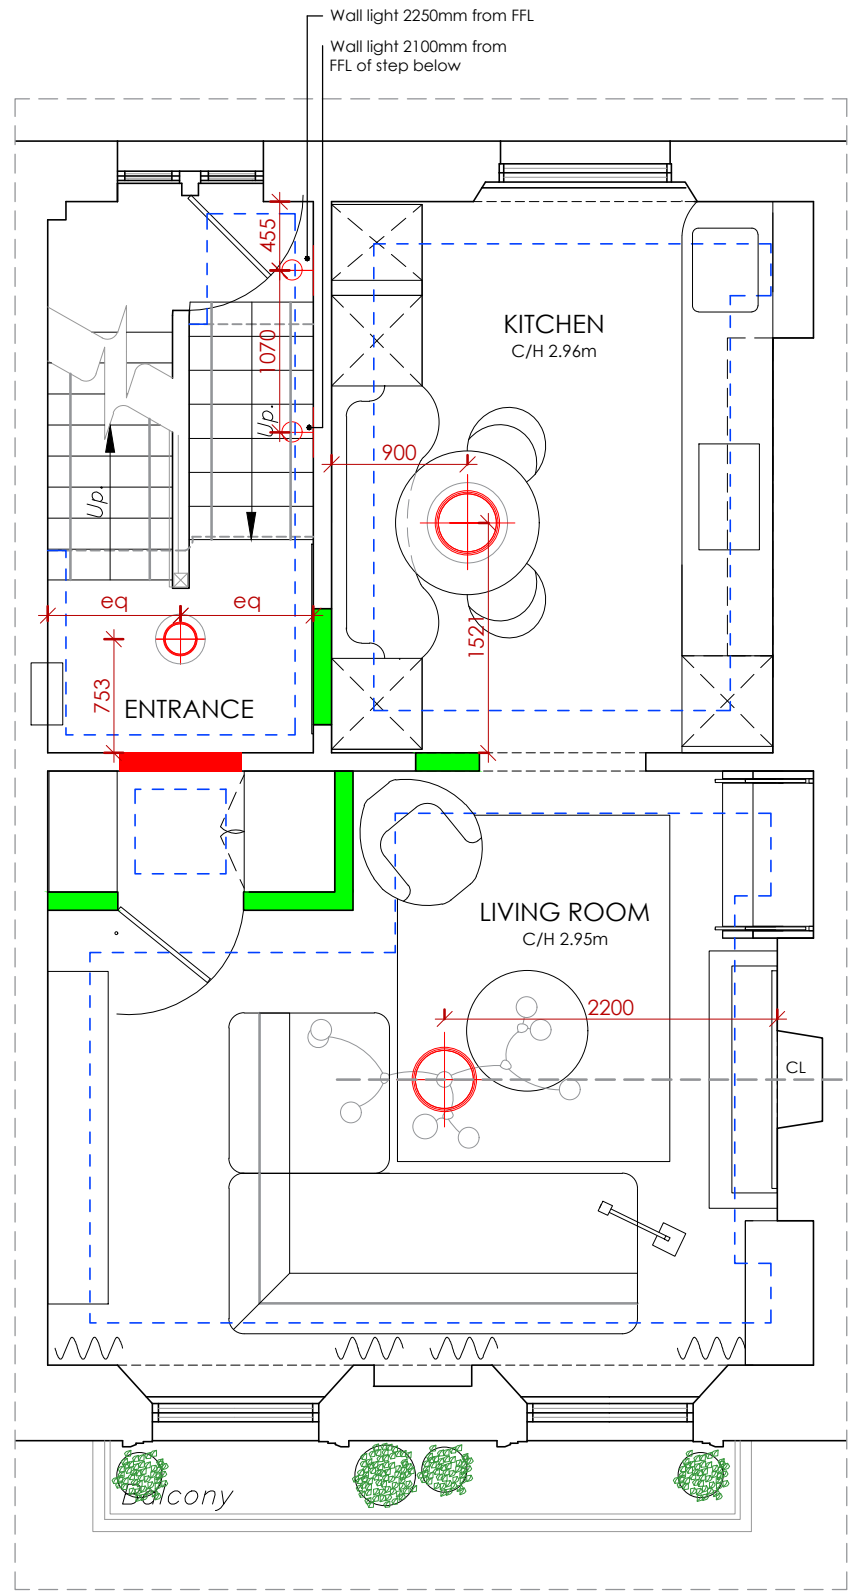 Wall light 2250mm from FFL
Wall light 2100mm from
FFL of step below
455
1070
Up.
Up.
KITCHEN
C/H 2.96m
900
1521
eq
eq
753
ENTRANCE
LIVING ROOM
C/H 2.95m
2200
CL
Balcony